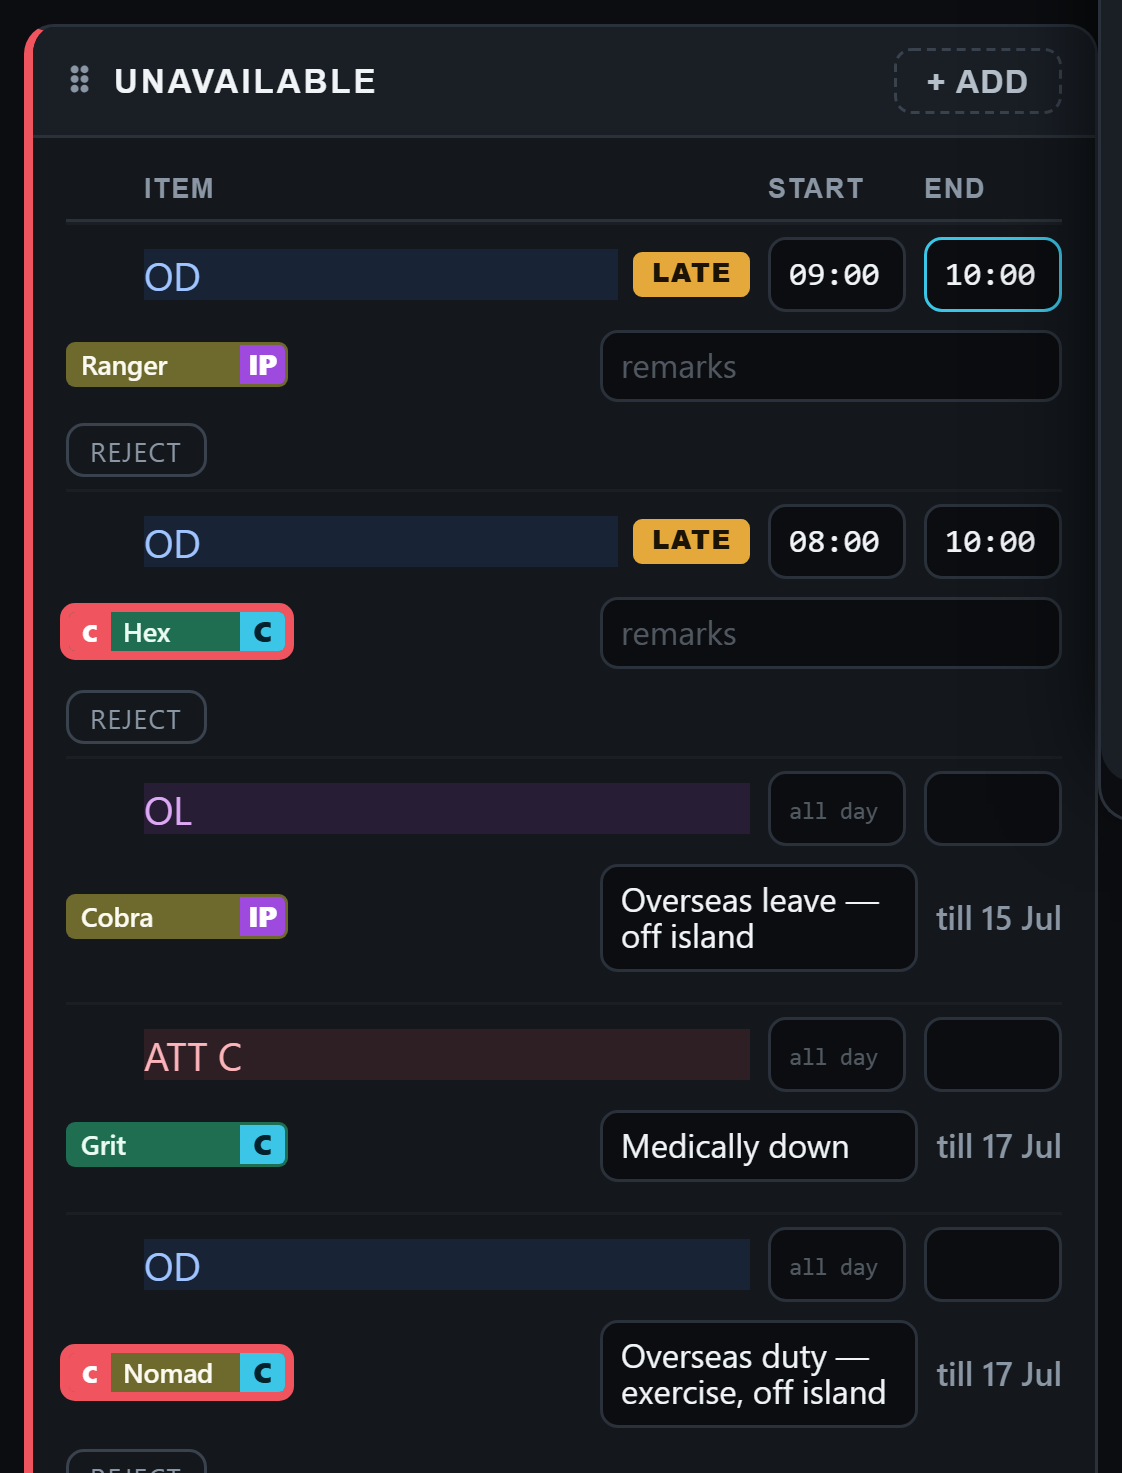 UNAVAILABLE + ADD
ITEM START END
OD LATE 09:00 10:00
Ranger IP remarks
REJECT
OD LATE 08:00 10:00
C Hex C remarks
REJECT
OL all day
Cobra IP Overseas leave —
off island till 15 Jul
ATT C all day
Grit C Medically down till 17 Jul
OD all day
C Nomad C Overseas duty —
exercise, off island till 17 Jul
REJECT